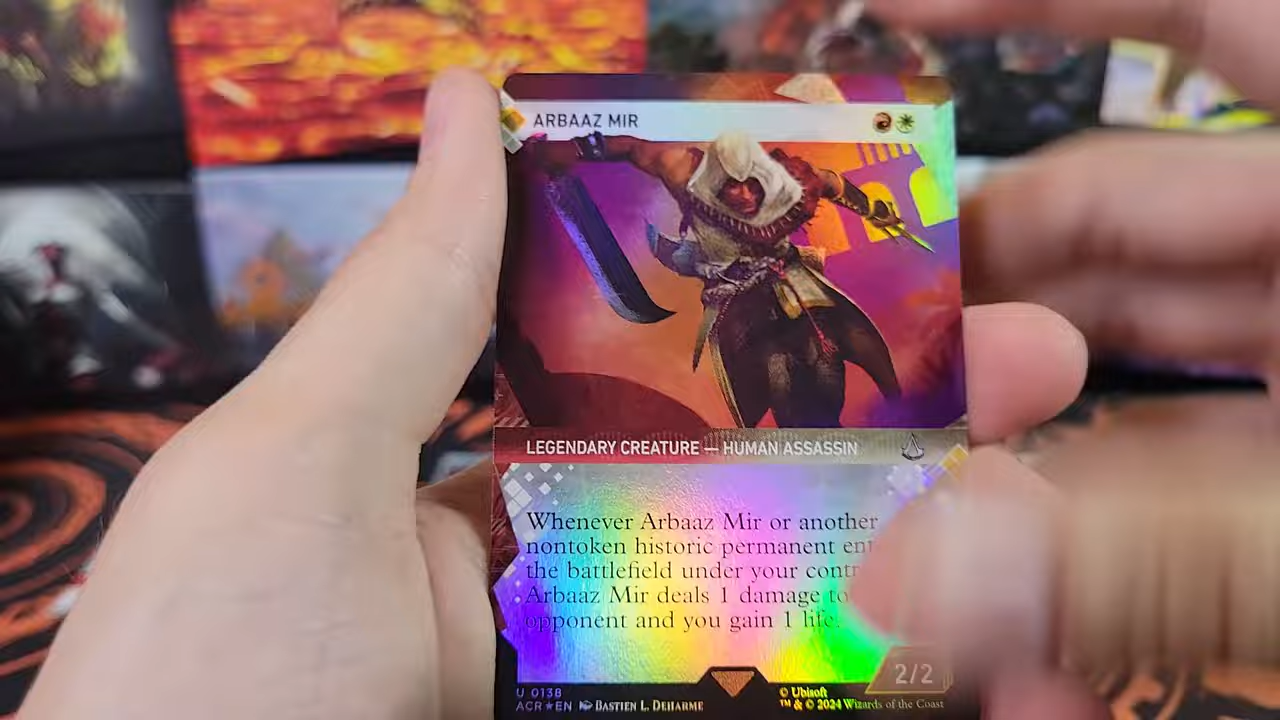 ARBAAZ MIR
LEGENDARY CREATURE — HUMAN ASSASSIN
Whenever Arbaaz Mir or another
nontoken historic permanent
the battlefield under your
Arbaaz Mir deals 1 damage to
opponent and you gain 1 life.
2/2
U 0138
ACR★EN BASTIEN L. DEHARME
© Ubisoft
™ & © 2024 Wizards of the Coast